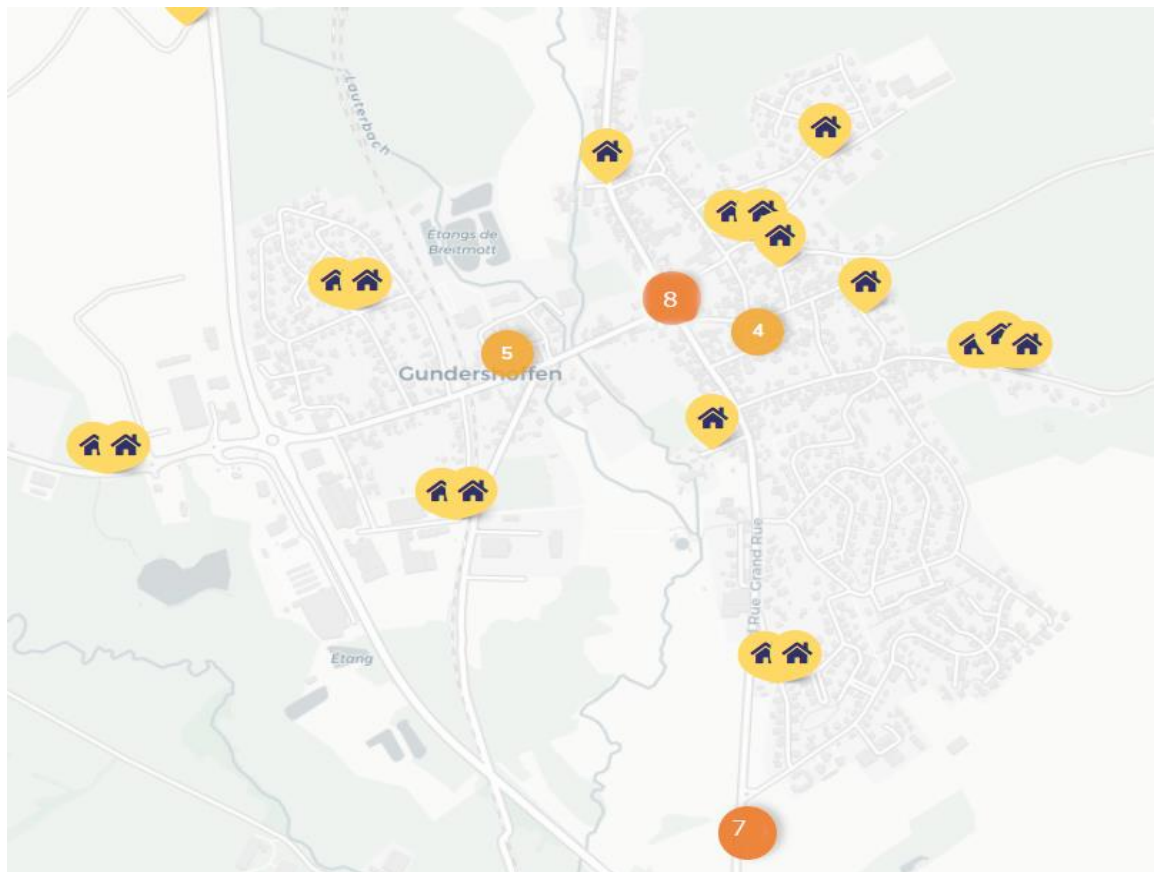 Lauterbach
Etangs de
Breitmatt
8
4
5
Gundershoffen
Rue Grand Rue
Etang
7